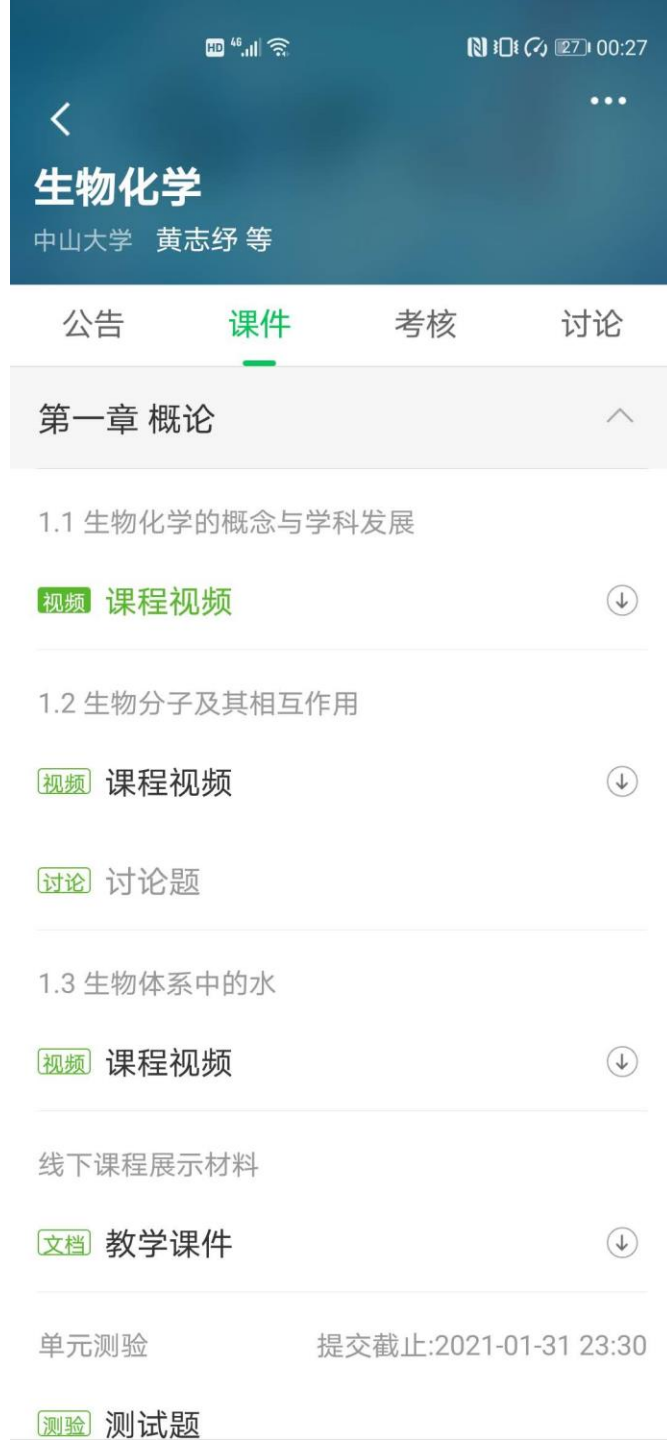 HD 4G 27 00:27
生物化学
中山大学 黄志纾 等
公告 课件 考核 讨论
第一章 概论
1.1 生物化学的概念与学科发展
视频 课程视频
1.2 生物分子及其相互作用
视频 课程视频
讨论 讨论题
1.3 生物体系中的水
视频 课程视频
线下课程展示材料
文档 教学课件
单元测验 提交截止:2021-01-31 23:30
测验 测试题